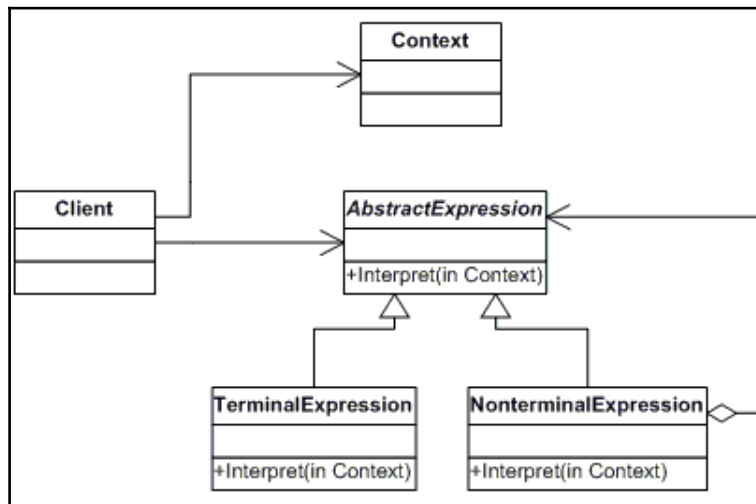 Context
Client
AbstractExpression
+Interpret(in Context)
TerminalExpression
+Interpret(in Context)
NonterminalExpression
+Interpret(in Context)